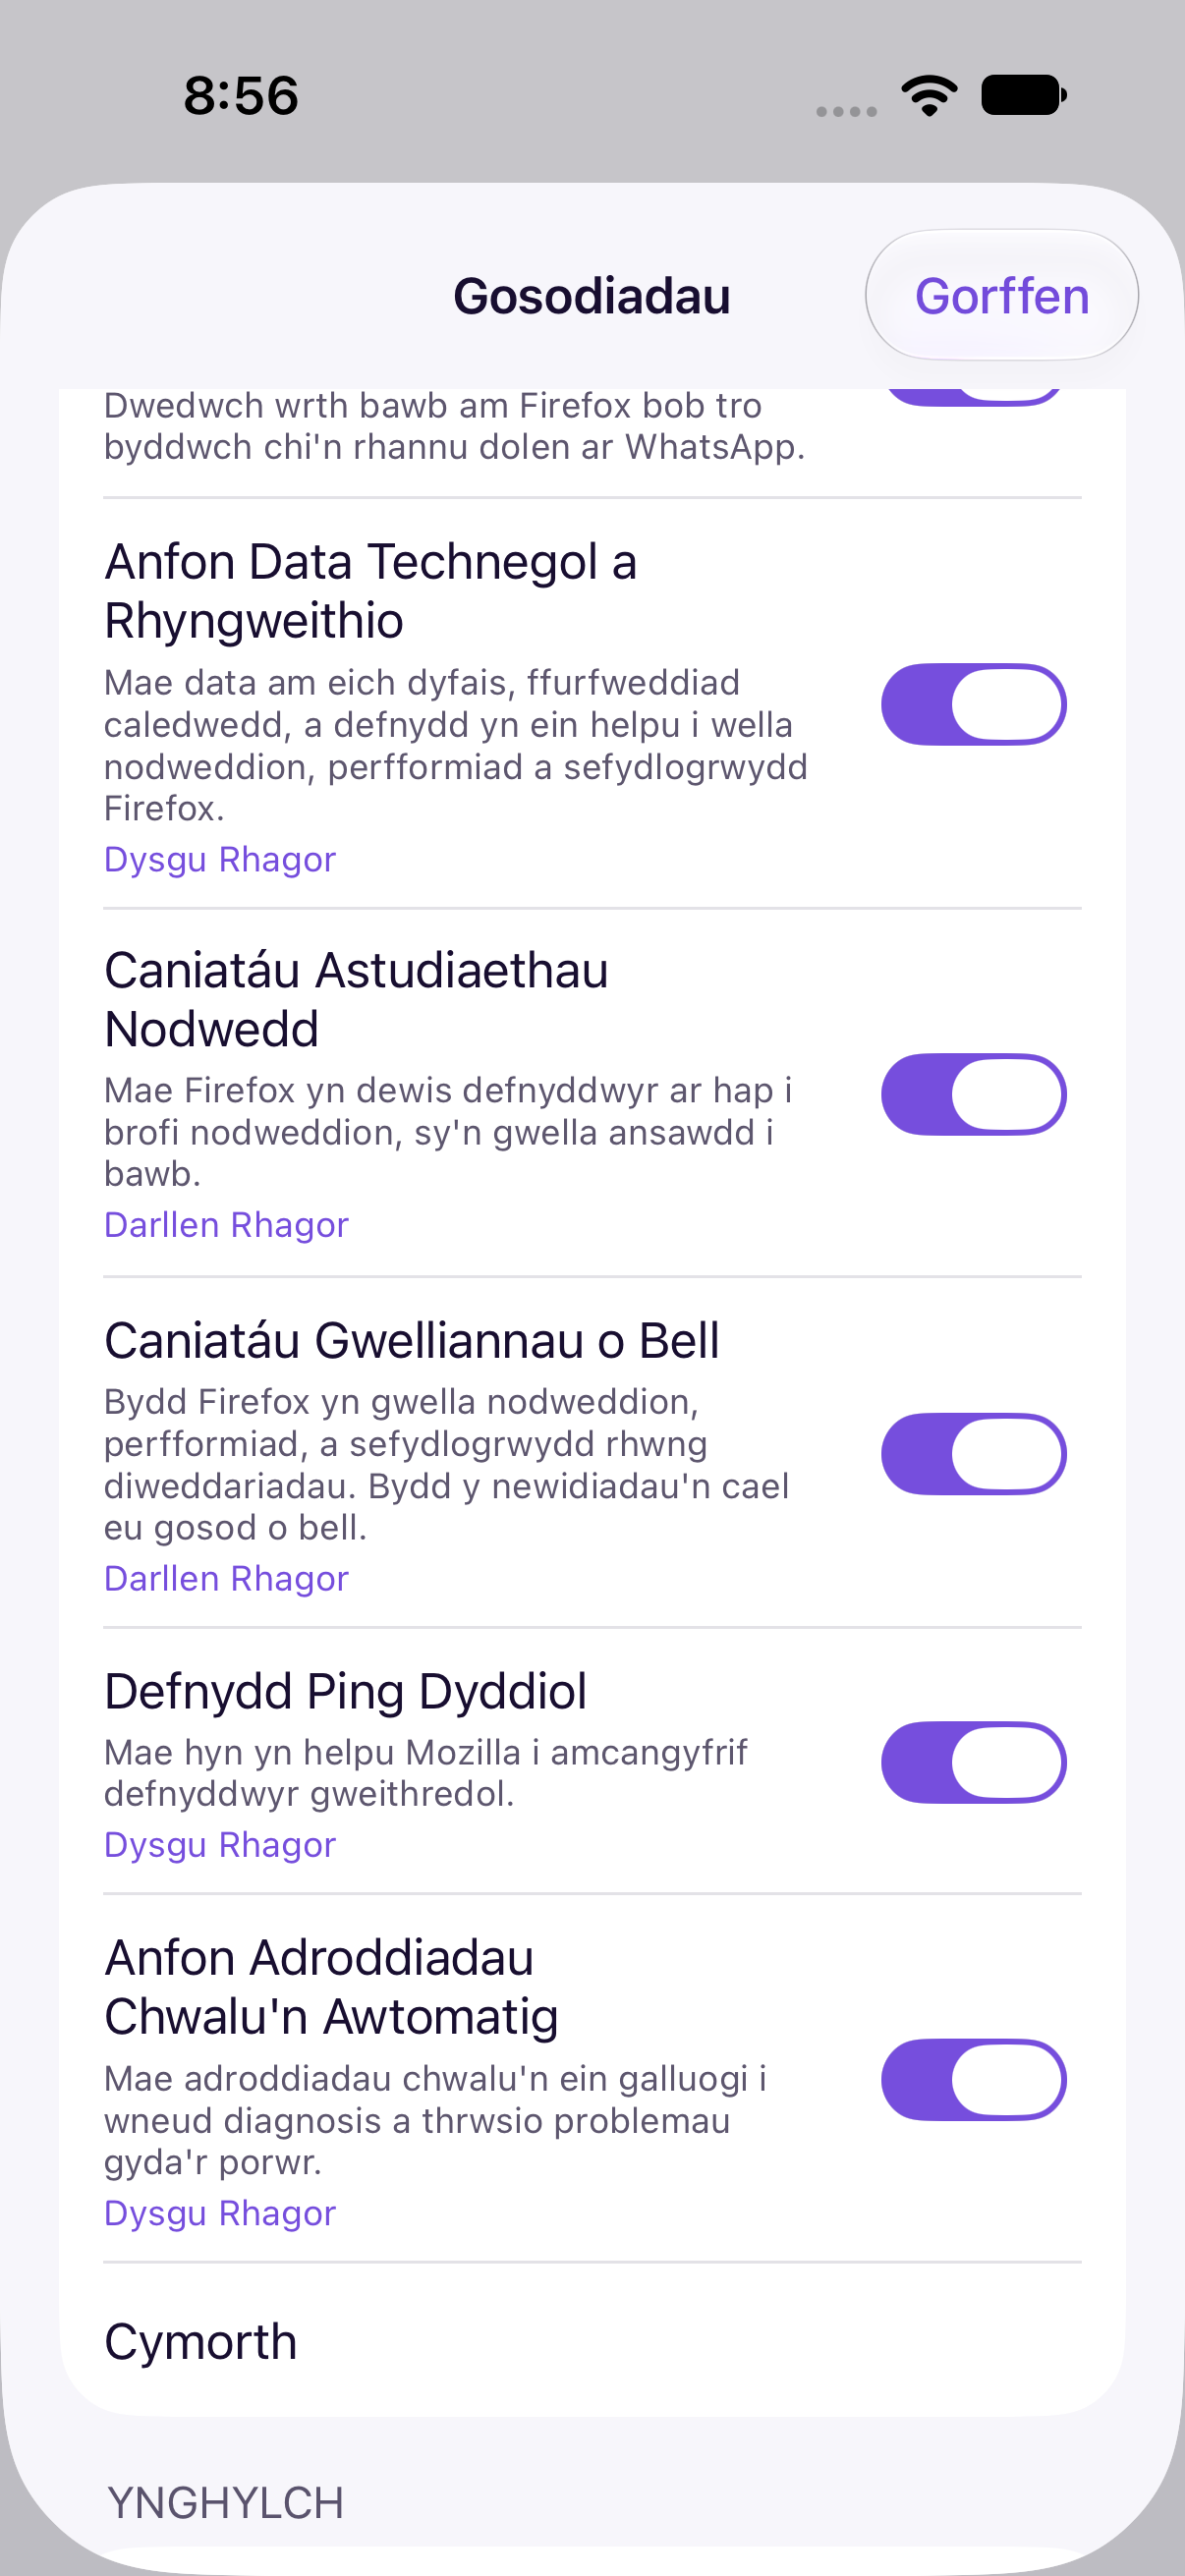 8:56
Gosodiadau
Gorffen
Dwedwch wrth bawb am Firefox bob tro
byddwch chi'n rhannu dolen ar WhatsApp.
Anfon Data Technegol a
Rhyngweithio
Mae data am eich dyfais, ffurfweddiad
caledwedd, a defnydd yn ein helpu i wella
nodweddion, perfformiad a sefydlogrwydd
Firefox.
Dysgu Rhagor
Caniatáu Astudiaethau
Nodwedd
Mae Firefox yn dewis defnyddwyr ar hap i
brofi nodweddion, sy'n gwella ansawdd i
bawb.
Darllen Rhagor
Caniatáu Gwelliannau o Bell
Bydd Firefox yn gwella nodweddion,
perfformiad, a sefydlogrwydd rhwng
diweddariadau. Bydd y newidiadau'n cael
eu gosod o bell.
Darllen Rhagor
Defnydd Ping Dyddiol
Mae hyn yn helpu Mozilla i amcangyfrif
defnyddwyr gweithredol.
Dysgu Rhagor
Anfon Adroddiadau
Chwalu'n Awtomatig
Mae adroddiadau chwalu'n ein galluogi i
wneud diagnosis a thrwsio problemau
gyda'r porwr.
Dysgu Rhagor
Cymorth
YNGHYLCH